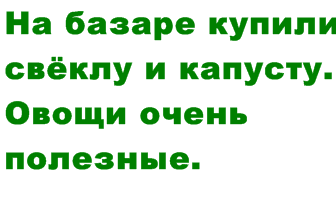 На базаре купили
свёклу и капусту.
Овощи очень
полезные.